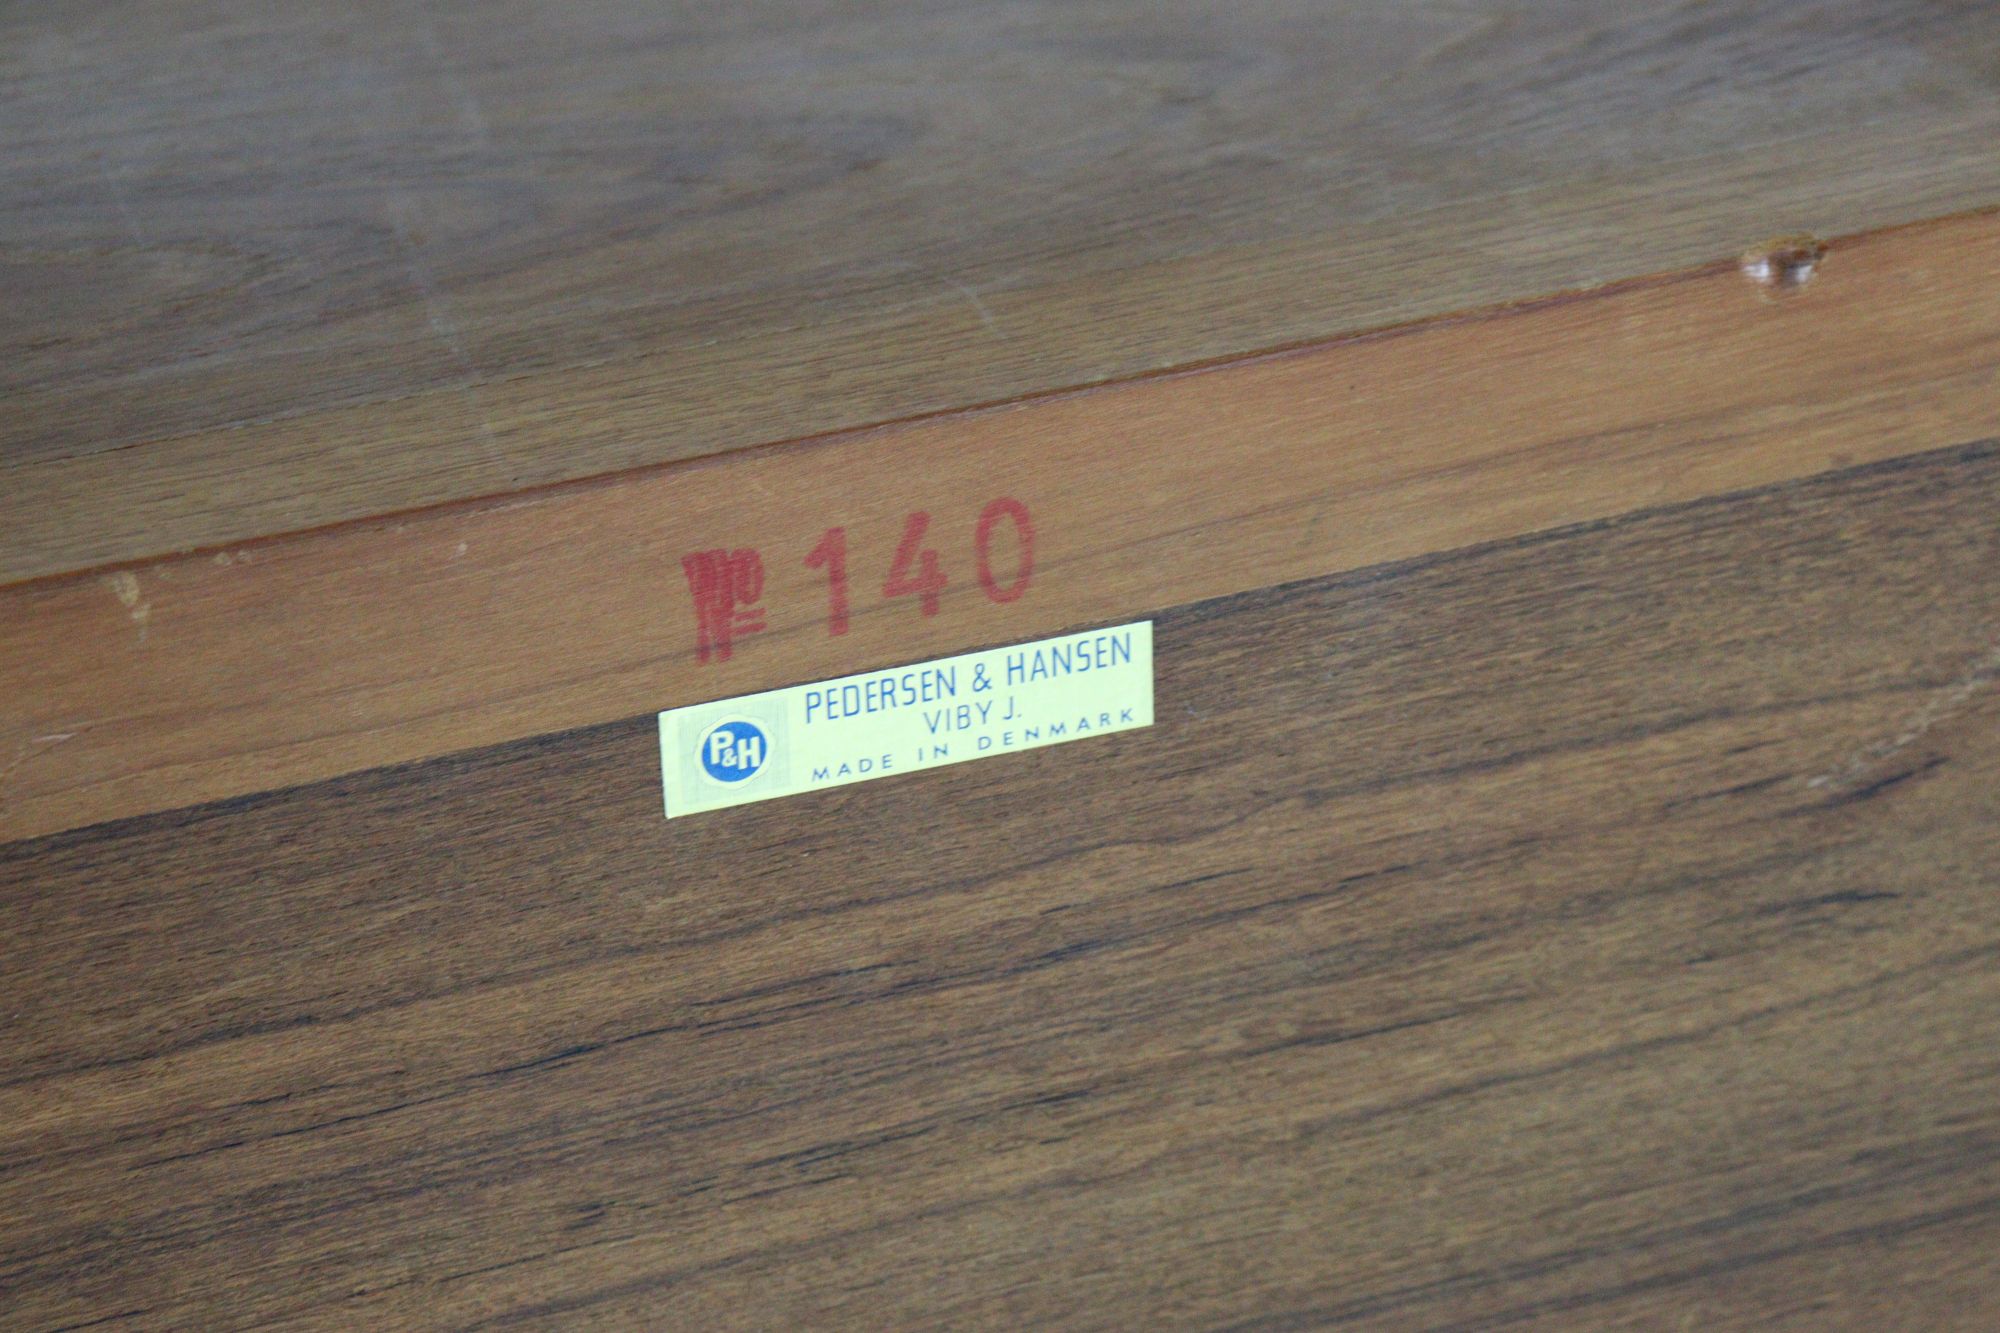 № 140
P&H
PEDERSEN & HANSEN
VIBY J.
MADE IN DENMARK